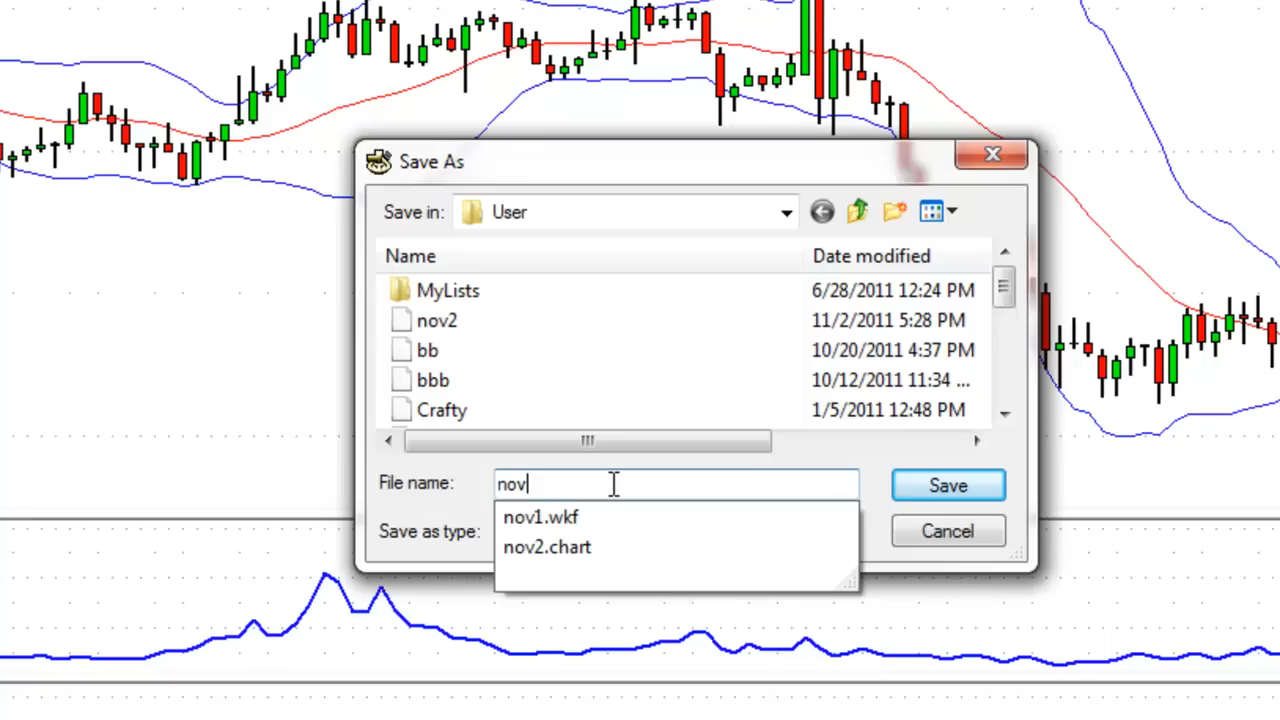 Save As
Save in: User
Name Date modified
MyLists 6/28/2011 12:24 PM
nov2 11/2/2011 5:28 PM
bb 10/20/2011 4:37 PM
bbb 10/12/2011 11:34 ...
Crafty 1/5/2011 12:48 PM
File name: nov Save
nov1.wkf
Save as type: Cancel
nov2.chart